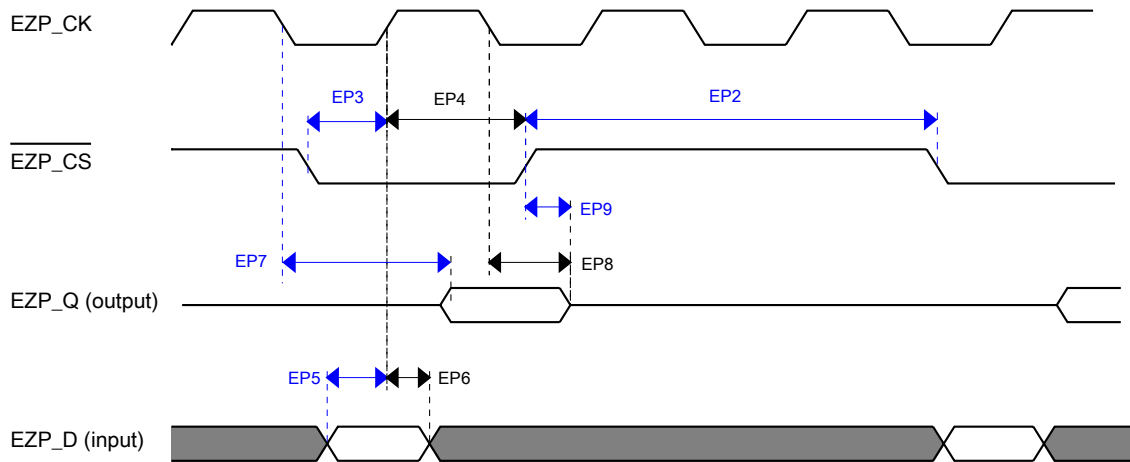 EZP_CK
EP3
EP4
EP2
EZP_CS
EP9
EP7
EP8
EZP_Q (output)
EP5
EP6
EZP_D (input)